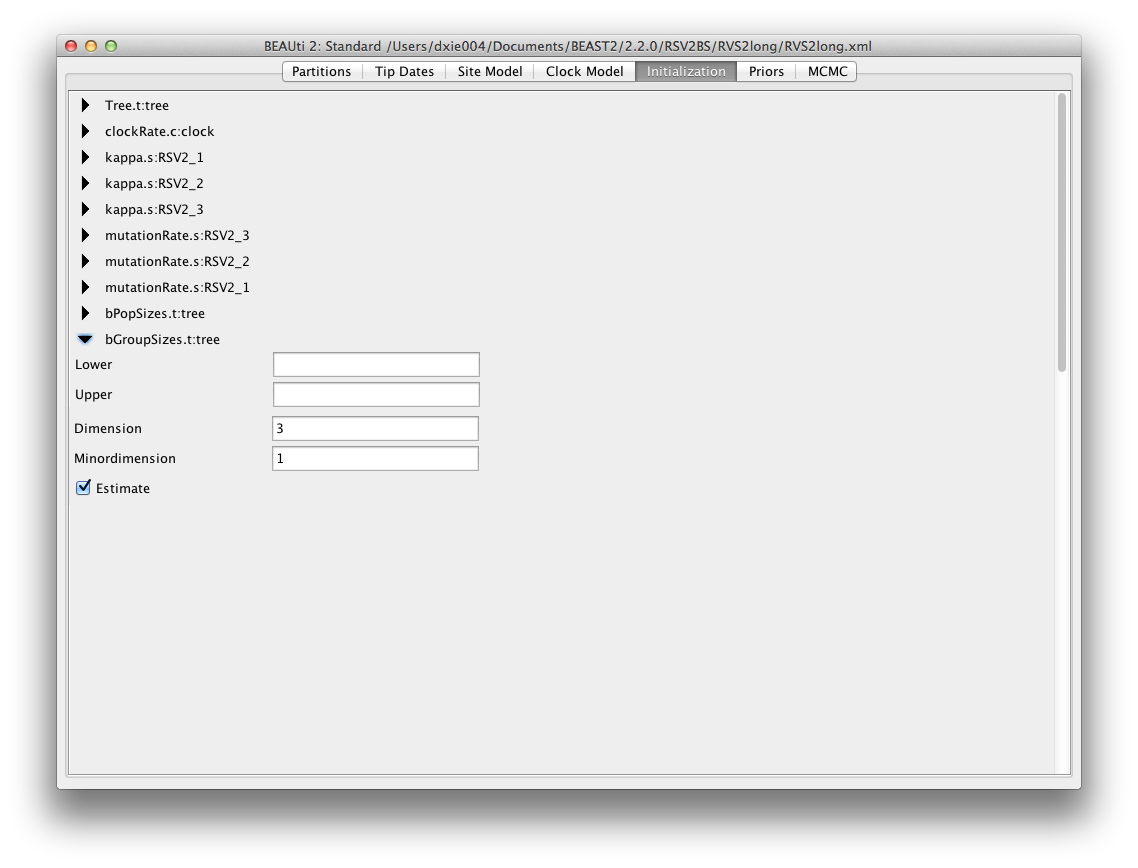 BEAUti 2: Standard /Users/dxie004/Documents/BEAST2/2.2.0/RSV2BS/RVS2long/RVS2long.xml
Partitions Tip Dates Site Model Clock Model Initialization Priors MCMC
Tree.t:tree
clockRate.c:clock
kappa.s:RSV2_1
kappa.s:RSV2_2
kappa.s:RSV2_3
mutationRate.s:RSV2_3
mutationRate.s:RSV2_2
mutationRate.s:RSV2_1
bPopSizes.t:tree
bGroupSizes.t:tree
Lower
Upper
Dimension 3
Minordimension 1
Estimate